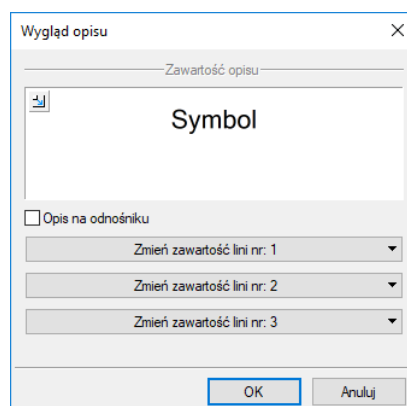 Wygląd opisu
Zawartość opisu
Symbol
Opis na odnośniku
Zmień zawartość lini nr: 1
Zmień zawartość lini nr: 2
Zmień zawartość lini nr: 3
OK
Anuluj